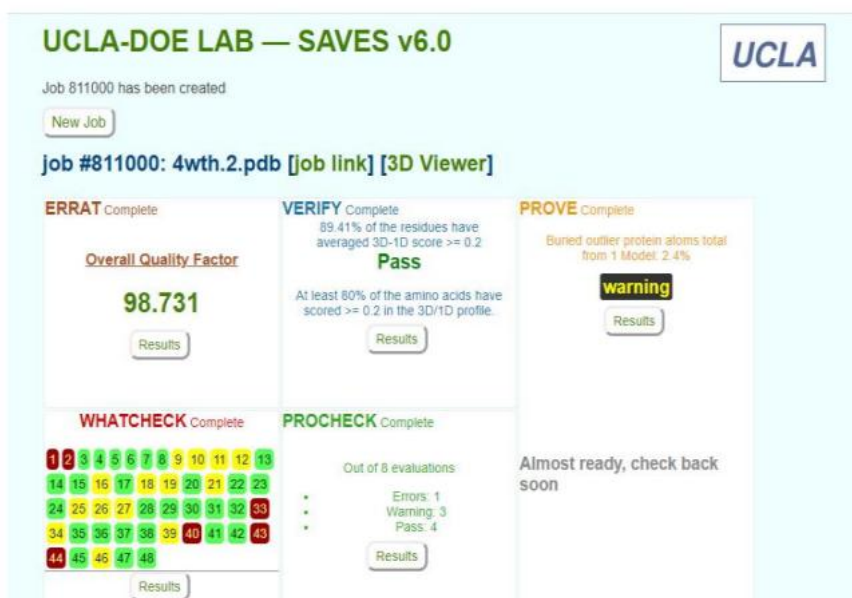 UCLA-DOE LAB — SAVES v6.0
UCLA
Job 811000 has been created
New Job
job #811000: 4wth.2.pdb [job link] [3D Viewer]
ERRAT Complete
Overall Quality Factor
98.731
Results
VERIFY Complete
89.41% of the residues have
averaged 3D-1D score >= 0.2
Pass
At least 80% of the amino acids have
scored >= 0.2 in the 3D/1D profile.
Results
PROVE Complete
Buried outlier protein atoms total
from 1 Model: 2.4%
warning
Results
WHATCHECK Complete
1 2 3 4 5 6 7 8 9 10 11 12 13
14 15 16 17 18 19 20 21 22 23
24 25 26 27 28 29 30 31 32 33
34 35 36 37 38 39 40 41 42 43
44 45 46 47 48
Results
PROCHECK Complete
Out of 8 evaluations
Errors: 1
Warning: 3
Pass: 4
Results
Almost ready, check back
soon